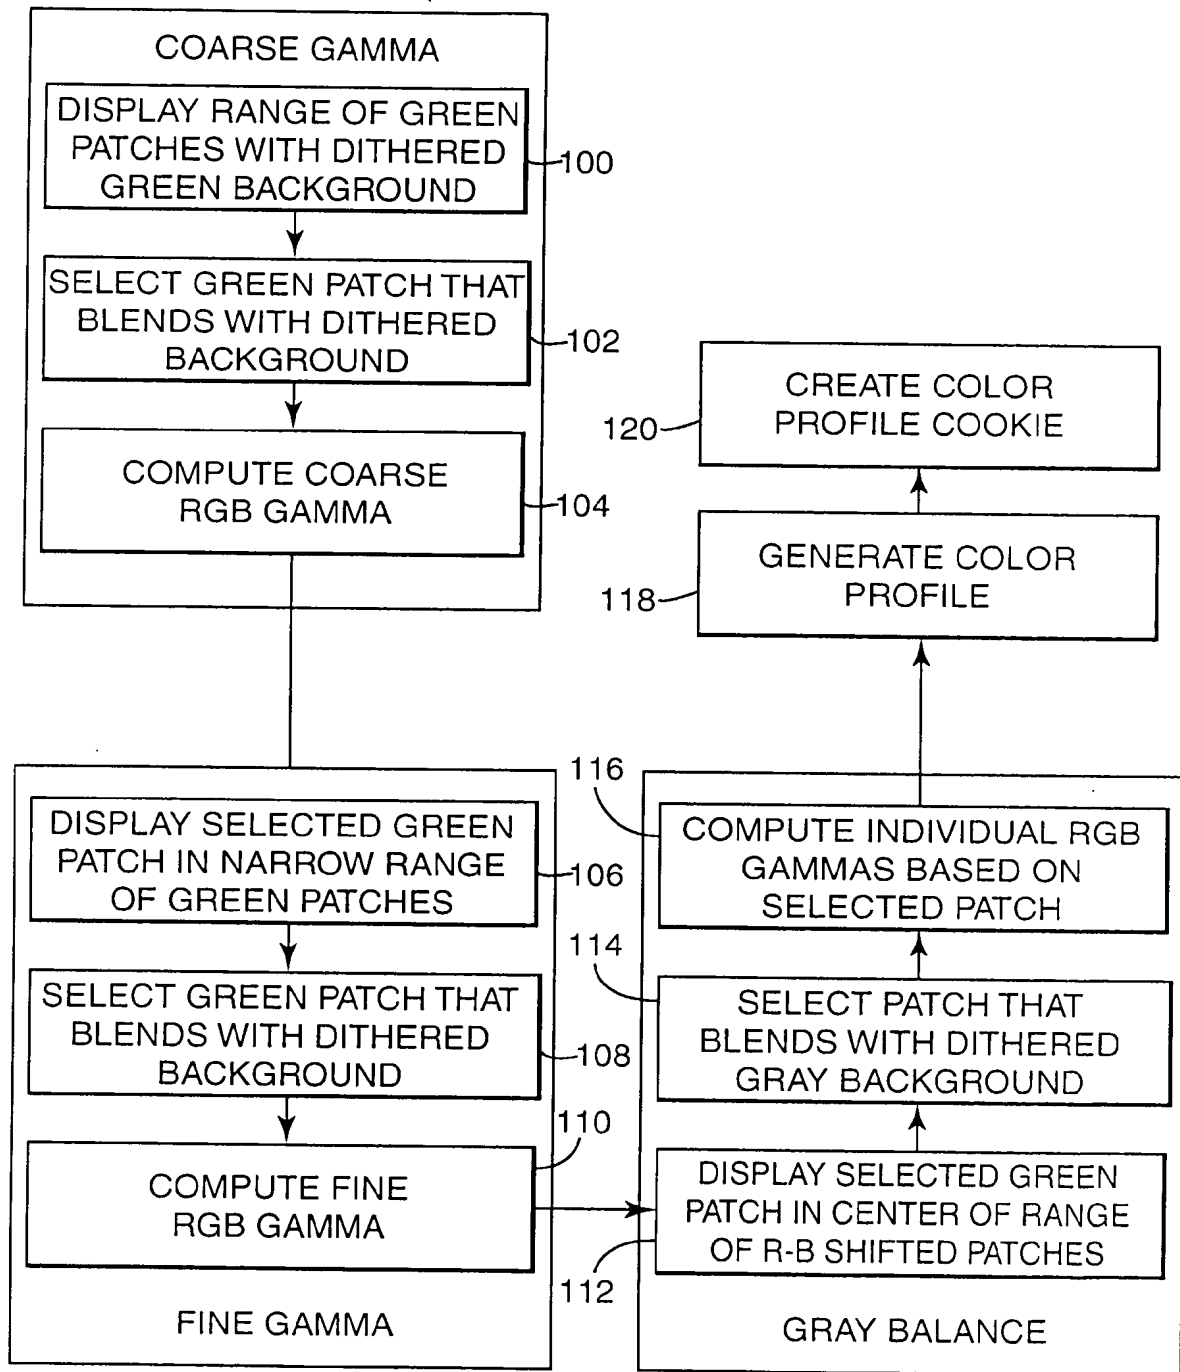 COARSE GAMMA
DISPLAY RANGE OF GREEN
PATCHES WITH DITHERED
GREEN BACKGROUND
100
SELECT GREEN PATCH THAT
BLENDS WITH DITHERED
BACKGROUND
102
COMPUTE COARSE
RGB GAMMA
104
DISPLAY SELECTED GREEN
PATCH IN NARROW RANGE
OF GREEN PATCHES
106
SELECT GREEN PATCH THAT
BLENDS WITH DITHERED
BACKGROUND
108
110
COMPUTE FINE
RGB GAMMA
FINE GAMMA
CREATE COLOR
PROFILE COOKIE
120
GENERATE COLOR
PROFILE
118
116
COMPUTE INDIVIDUAL RGB
GAMMAS BASED ON
SELECTED PATCH
114
SELECT PATCH THAT
BLENDS WITH DITHERED
GRAY BACKGROUND
DISPLAY SELECTED GREEN
PATCH IN CENTER OF RANGE
OF R-B SHIFTED PATCHES
112
GRAY BALANCE